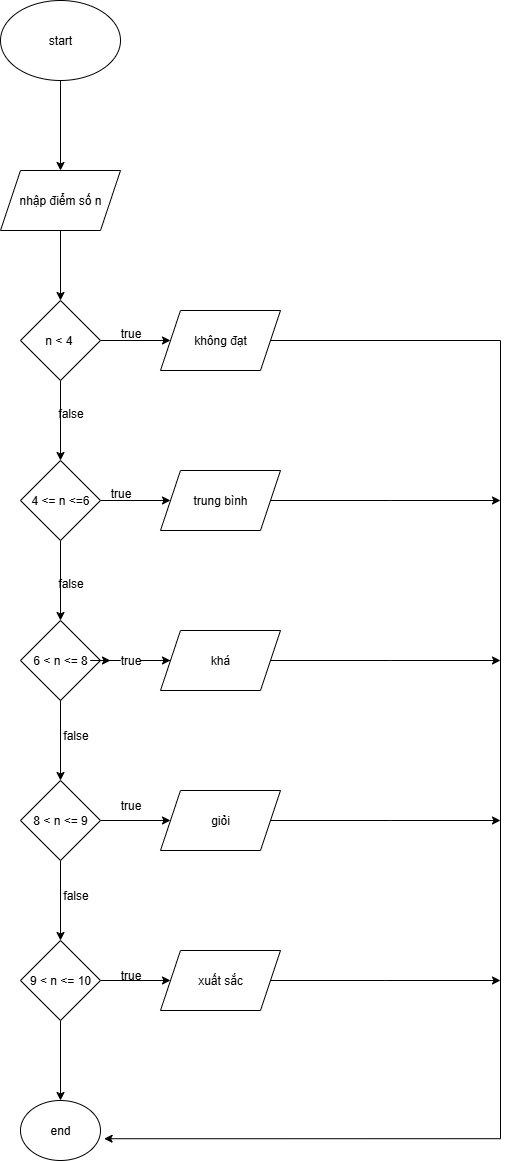 start
nhập điểm số n
n < 4
true
không đạt
false
4 <= n <=6
true
trung bình
false
6 < n <= 8
true
khá
false
8 < n <= 9
true
giỏi
false
9 < n <= 10
true
xuất sắc
end